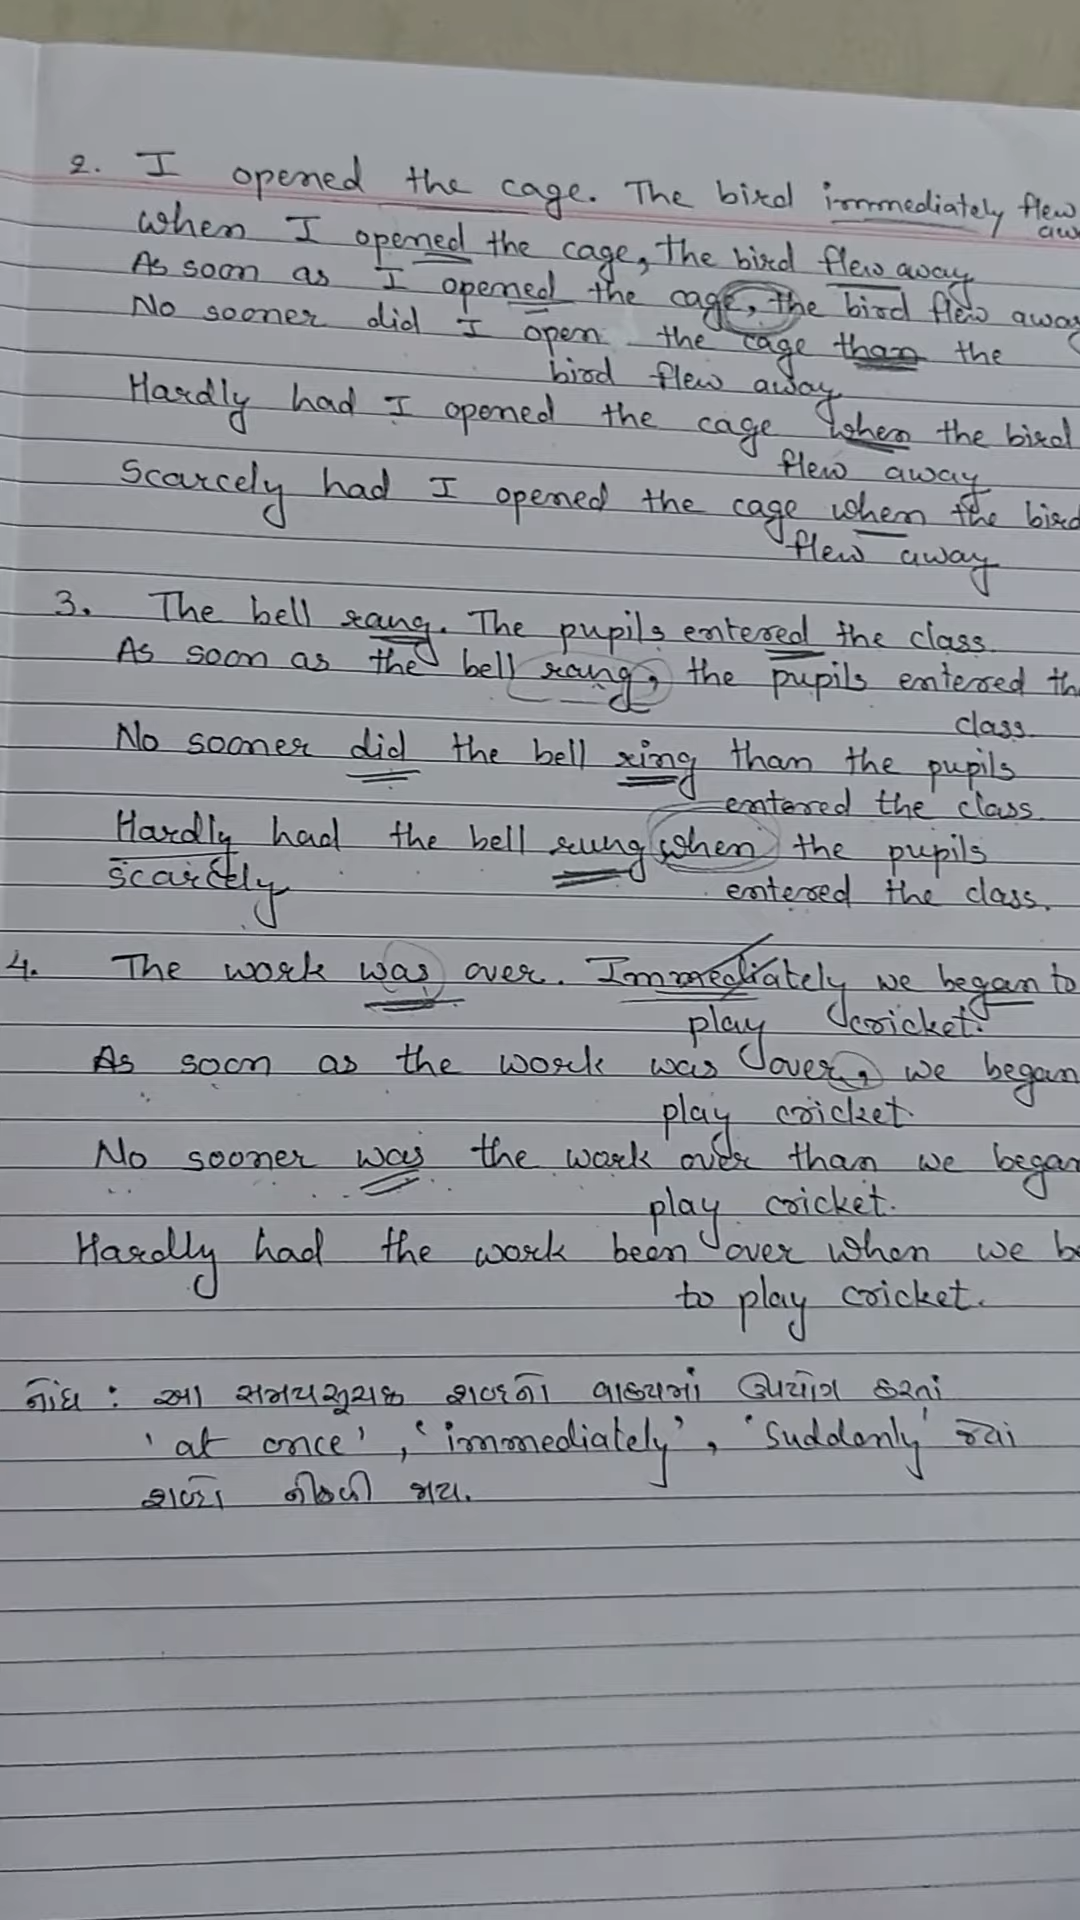 2. I opened the cage. The bird immediately flew
aw
when I opened the cage, the bird flew away
As soon as I opened the cage, the bird flew away
No sooner did I open the cage than the
bird flew away
Hardly had I opened the cage when the bird
flew away
Scarcely had I opened the cage when the bird
flew away
3. The bell rang. The pupils entered the class.
As soon as the bell rang, the pupils entered the
class.
No sooner did the bell ring than the pupils
entered the class.
Hardly had the bell rung when the pupils
scarcely entered the class.
4. The work was over. Immediately we began to
play cricket.
As soon as the work was over, we began
play cricket.
No sooner was the work over than we began
play cricket.
Hardly had the work been over when we be
to play cricket.
નોંધ : આ સમયસૂચક શબ્દનો વાક્યમાં ઉપયોગ કરતાં
'at once', 'immediately', 'Suddenly' જેવાં
શબ્દો નીકળી જાય.